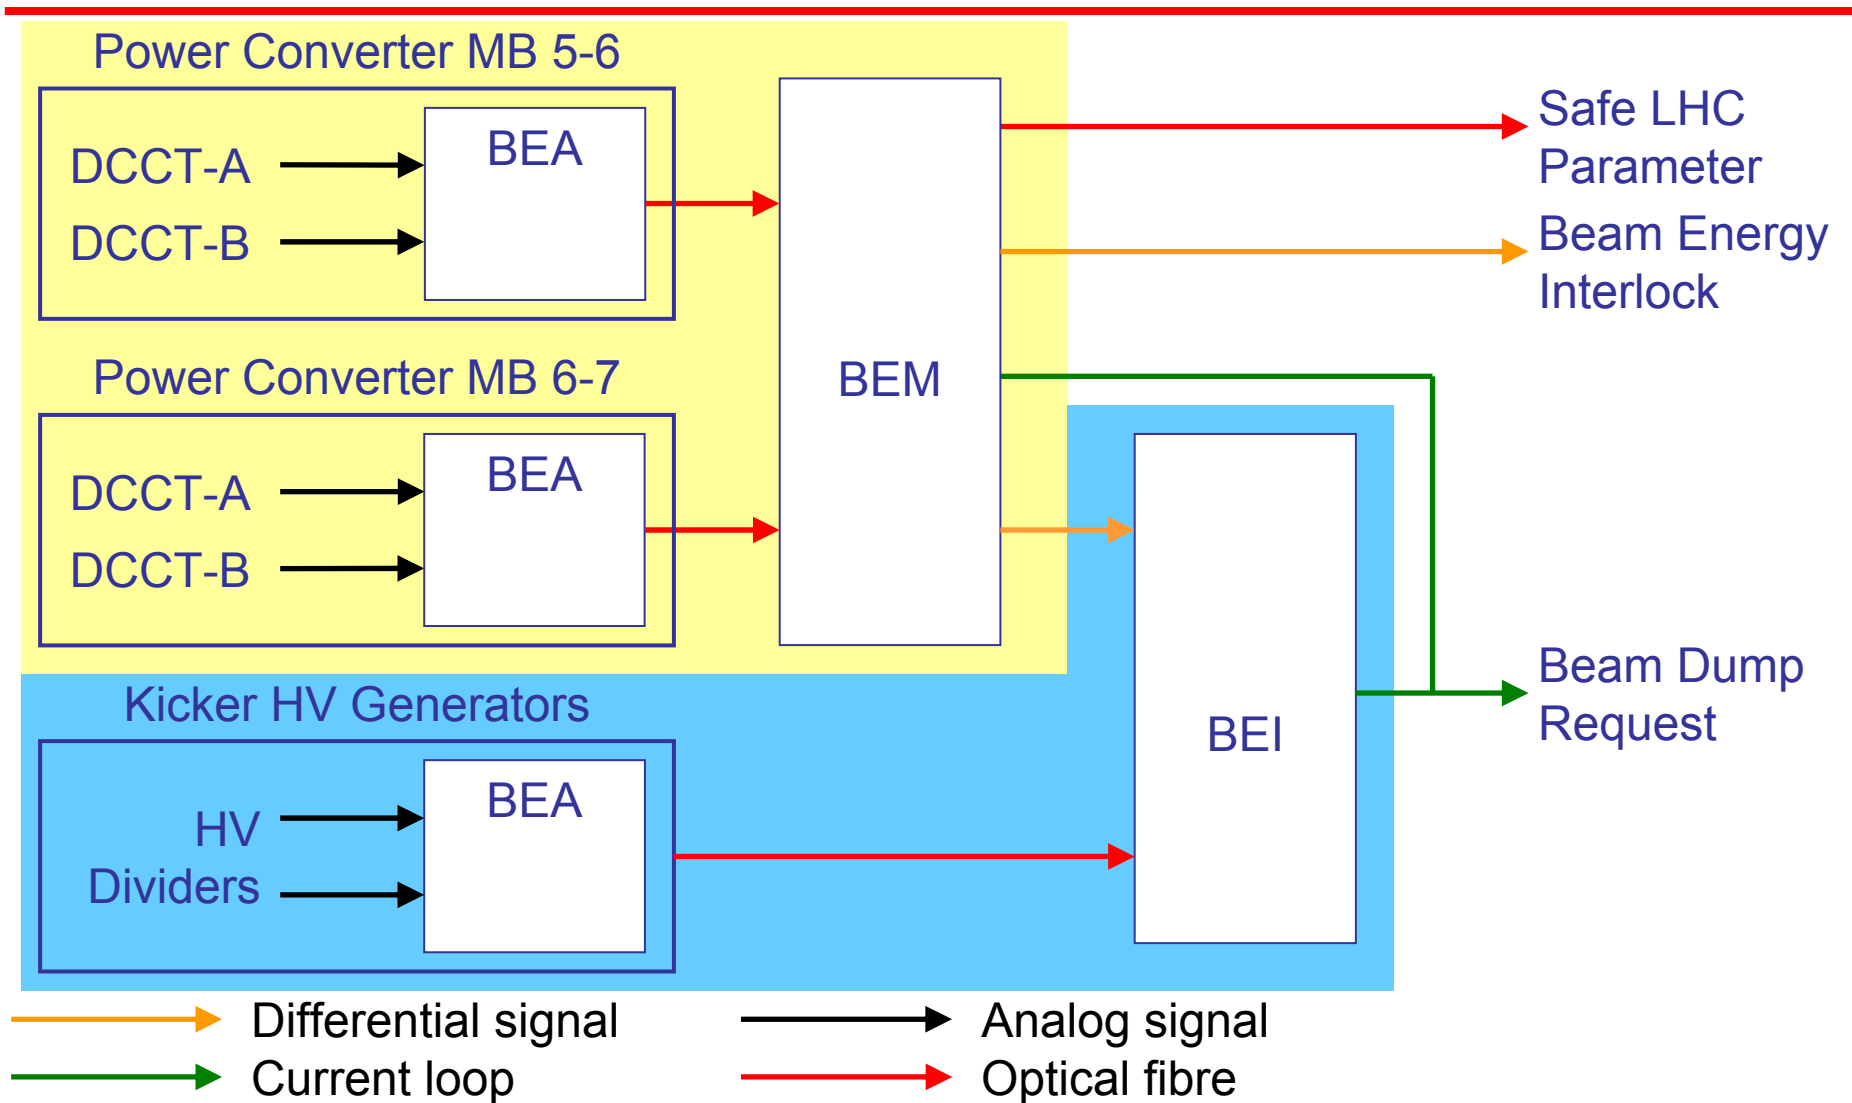 Power Converter MB 5-6
DCCT-A
DCCT-B
BEA
Power Converter MB 6-7
DCCT-A
DCCT-B
BEA
BEM
Kicker HV Generators
HV
Dividers
BEA
BEI
Safe LHC
Parameter
Beam Energy
Interlock
Beam Dump
Request
Differential signal
Analog signal
Current loop
Optical fibre